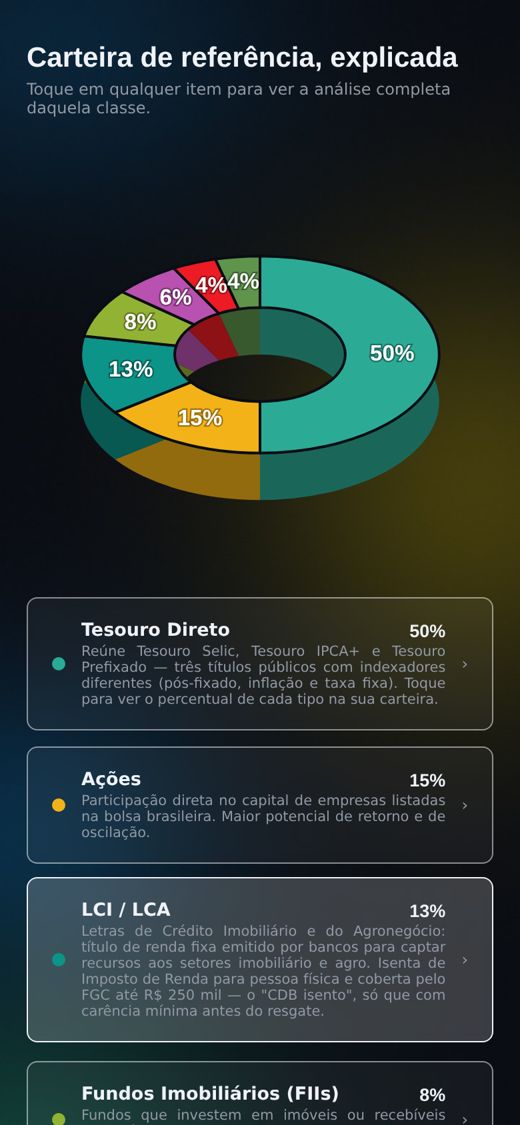 Carteira de referência, explicada
Toque em qualquer item para ver a análise completa
daquela classe.
4%
4%
6%
8%
50%
13%
15%
Tesouro Direto 50%
Reúne Tesouro Selic, Tesouro IPCA+ e Tesouro
Prefixado — três títulos públicos com indexadores
diferentes (pós-fixado, inflação e taxa fixa). Toque
para ver o percentual de cada tipo na sua carteira.
Ações 15%
Participação direta no capital de empresas listadas
na bolsa brasileira. Maior potencial de retorno e de
oscilação.
LCI / LCA 13%
Letras de Crédito Imobiliário e do Agronegócio:
título de renda fixa emitido por bancos para captar
recursos aos setores imobiliário e agro. Isenta de
Imposto de Renda para pessoa física e coberta pelo
FGC até R$ 250 mil — o "CDB isento", só que com
carência mínima antes do resgate.
Fundos Imobiliários (FIIs) 8%
Fundos que investem em imóveis ou recebíveis